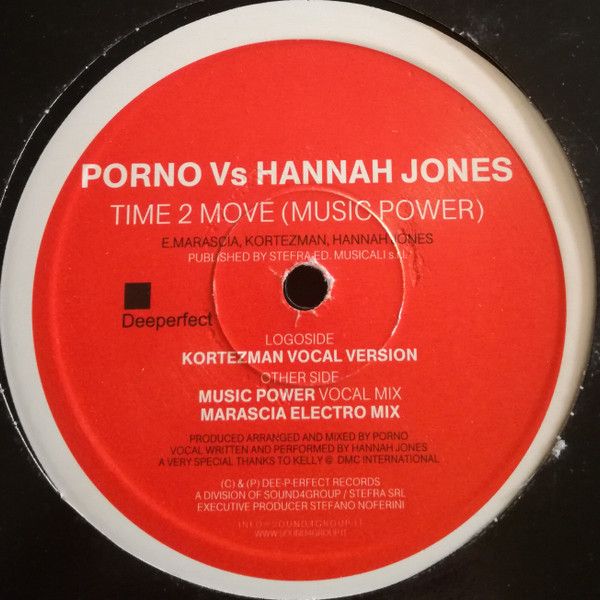 PORNO Vs HANNAH JONES
TIME 2 MOVE (MUSIC POWER)
E.MARASCIA, KORTEZMAN, HANNAH JONES
PUBLISHED BY STEFRA ED. MUSICALI s.r.l.
Deeperfect
LOGOSIDE
KORTEZMAN VOCAL VERSION
OTHER SIDE
MUSIC POWER VOCAL MIX
MARASCIA ELECTRO MIX
PRODUCED ARRANGED AND MIXED BY PORNO
VOCAL WRITTEN AND PERFORMED BY HANNAH JONES
A VERY SPECIAL THANKS TO KELLY @ DMC INTERNATIONAL
(C) & (P) DEE-P-ERFECT RECORDS
A DIVISION OF SOUND4GROUP / STEFRA SRL
EXECUTIVE PRODUCER STEFANO NOFERINI
INFO@SOUND4GROUP.IT
WWW.SOUND4GROUP.IT